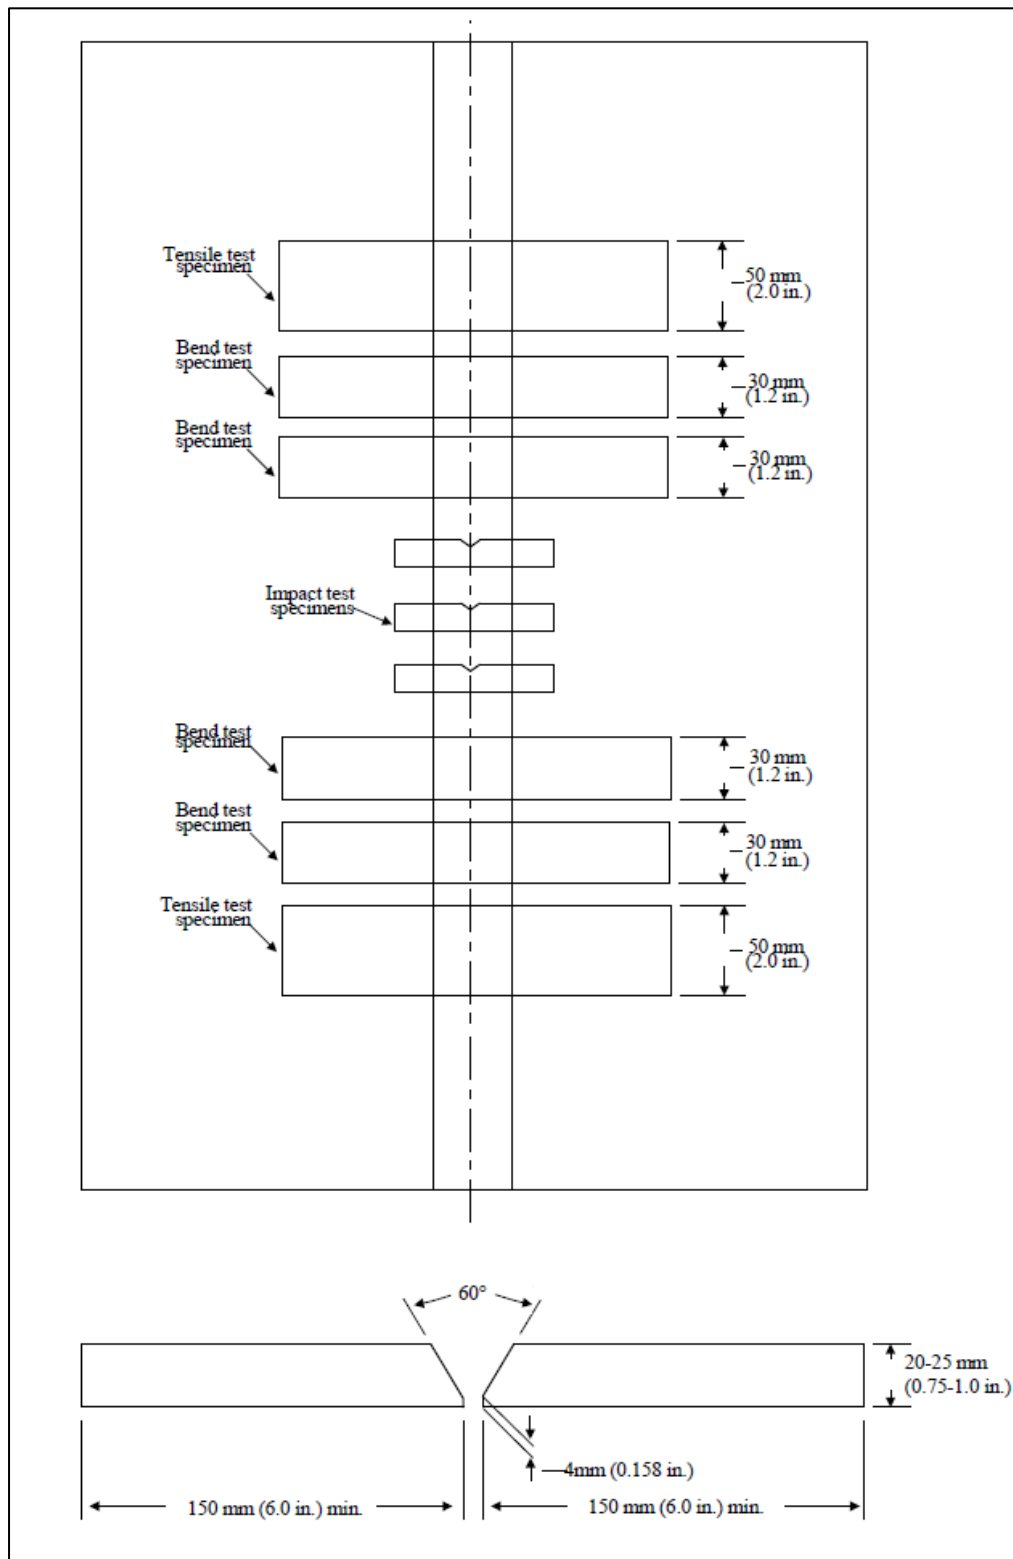 Tensile test
specimen
50 mm
(2.0 in.)
Bend test
specimen
30 mm
(1.2 in.)
Bend test
specimen
30 mm
(1.2 in.)
Impact test
specimens
Bend test
specimen
30 mm
(1.2 in.)
Bend test
specimen
30 mm
(1.2 in.)
Tensile test
specimen
50 mm
(2.0 in.)
60°
20-25 mm
(0.75-1.0 in.)
4mm (0.158 in.)
150 mm (6.0 in.) min.
150 mm (6.0 in.) min.